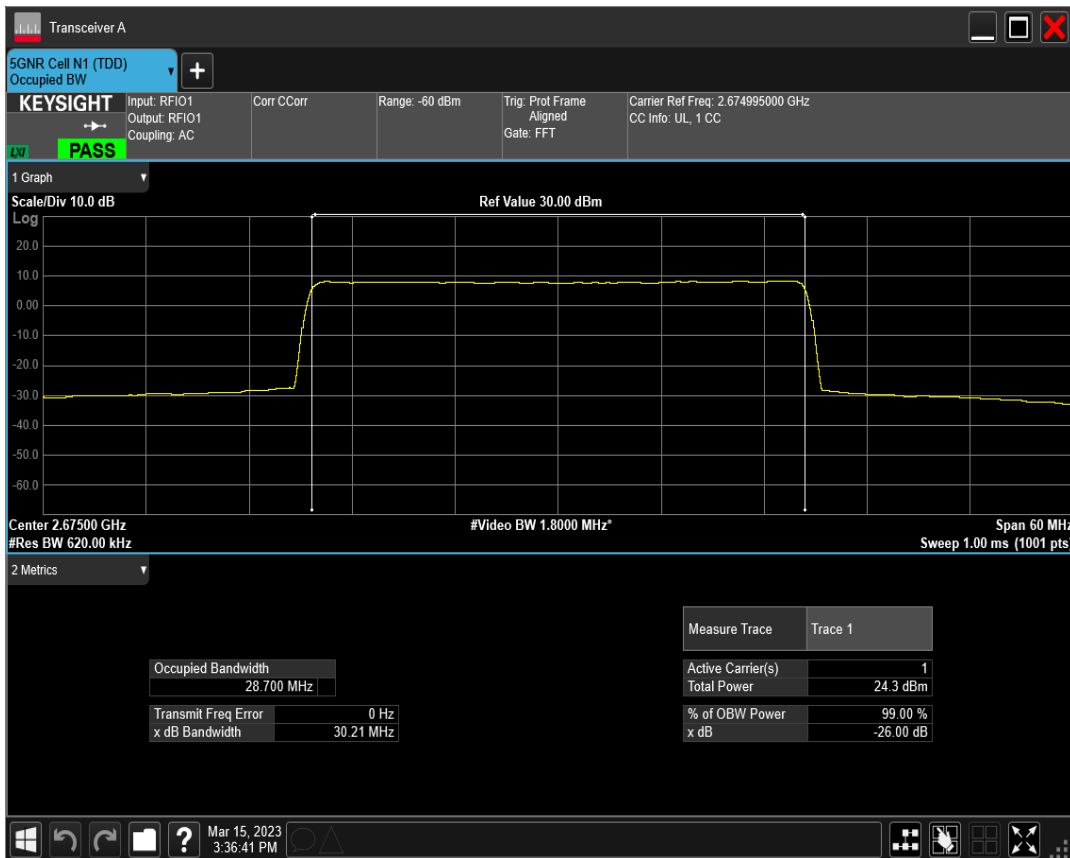 Transceiver A
5GNR Cell N1 (TDD)
Occupied BW
+
KEYSIGHT
LXI
PASS
Input: RFIO1
Output: RFIO1
Coupling: AC
Corr CCorr
Range: -60 dBm
Trig: Prot Frame
Aligned
Gate: FFT
Carrier Ref Freq: 2.674995000 GHz
CC Info: UL, 1 CC
1 Graph
Scale/Div 10.0 dB
Ref Value 30.00 dBm
Log
20.0
10.0
0.00
-10.0
-20.0
-30.0
-40.0
-50.0
-60.0
Center 2.67500 GHz
#Video BW 1.8000 MHz*
Span 60 MHz
#Res BW 620.00 kHz
Sweep 1.00 ms (1001 pts)
2 Metrics
Measure Trace Trace 1
Occupied Bandwidth
28.700 MHz
Active Carrier(s) 1
Total Power 24.3 dBm
Transmit Freq Error 0 Hz
x dB Bandwidth 30.21 MHz
% of OBW Power 99.00 %
x dB -26.00 dB
?
Mar 15, 2023
3:36:41 PM